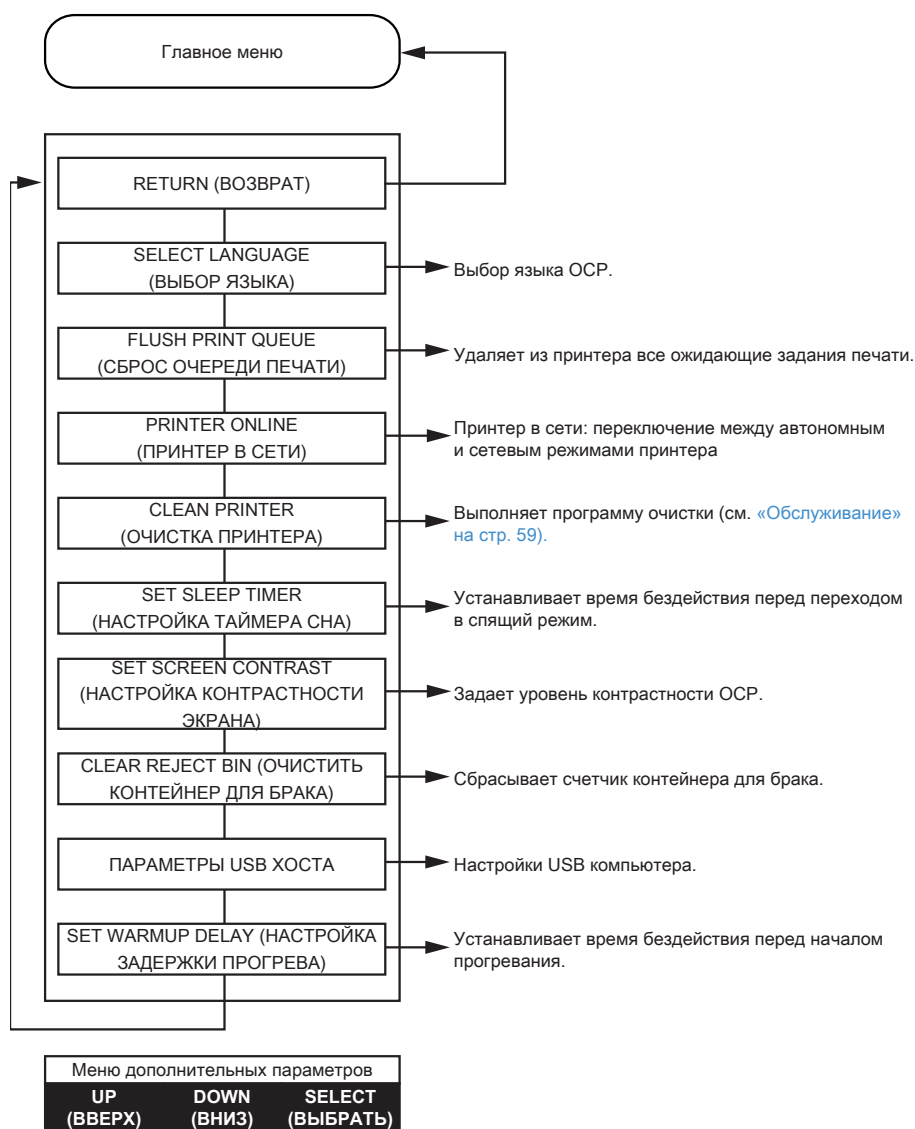 Главное меню
RETURN (ВОЗВРАТ)
SELECT LANGUAGE
(ВЫБОР ЯЗЫКА)
Выбор языка OCP.
FLUSH PRINT QUEUE
(СБРОС ОЧЕРЕДИ ПЕЧАТИ)
Удаляет из принтера все ожидающие задания печати.
PRINTER ONLINE
(ПРИНТЕР В СЕТИ)
Принтер в сети: переключение между автономным
и сетевым режимами принтера
CLEAN PRINTER
(ОЧИСТКА ПРИНТЕРА)
Выполняет программу очистки (см. «Обслуживание»
на стр. 59).
SET SLEEP TIMER
(НАСТРОЙКА ТАЙМЕРА СНА)
Устанавливает время бездействия перед переходом
в спящий режим.
SET SCREEN CONTRAST
(НАСТРОЙКА КОНТРАСТНОСТИ
ЭКРАНА)
Задает уровень контрастности OCP.
CLEAR REJECT BIN (ОЧИСТИТЬ
КОНТЕЙНЕР ДЛЯ БРАКА)
Сбрасывает счетчик контейнера для брака.
ПАРАМЕТРЫ USB ХОСТА
Настройки USB компьютера.
SET WARMUP DELAY (НАСТРОЙКА
ЗАДЕРЖКИ ПРОГРЕВА)
Устанавливает время бездействия перед началом
прогревания.
Меню дополнительных параметров
UP DOWN SELECT
(ВВЕРХ) (ВНИЗ) (ВЫБРАТЬ)